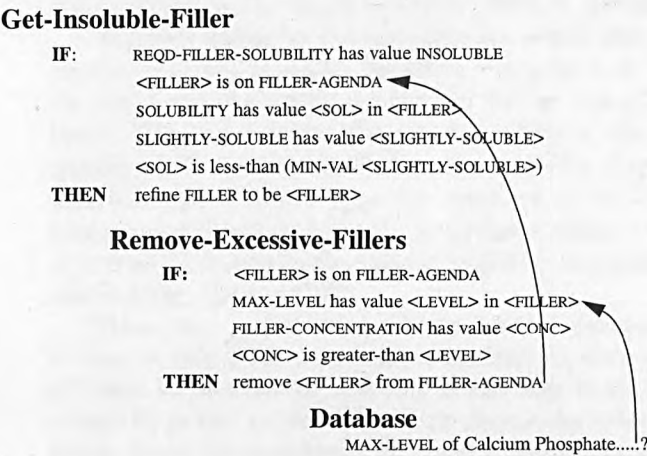 Get-Insoluble-Filler
IF: REQD-FILLER-SOLUBILITY has value INSOLUBLE
<FILLER> is on FILLER-AGENDA
SOLUBILITY has value <SOL> in <FILLER>
SLIGHTLY-SOLUBLE has value <SLIGHTLY-SOLUBLE>
<SOL> is less-than (MIN-VAL <SLIGHTLY-SOLUBLE>)
THEN refine FILLER to be <FILLER>
Remove-Excessive-Fillers
IF: <FILLER> is on FILLER-AGENDA
MAX-LEVEL has value <LEVEL> in <FILLER>
FILLER-CONCENTRATION has value <CONC>
<CONC> is greater-than <LEVEL>
THEN remove <FILLER> from FILLER-AGENDA
Database
MAX-LEVEL of Calcium Phosphate.....?